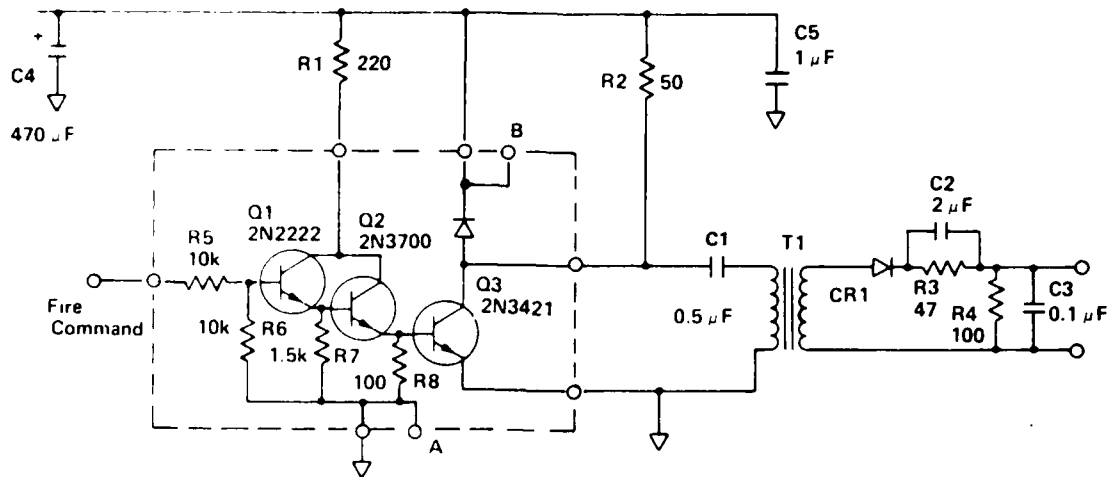 +
C4
470 µF
R1
220
R2
50
C5
1 µF
B
Q1
2N2222
Q2
2N3700
R5
10k
Fire
Command
10k
R6
1.5k
R7
100
R8
Q3
2N3421
A
C1
0.5 µF
T1
CR1
C2
2 µF
R3
47
R4
100
C3
0.1 µF